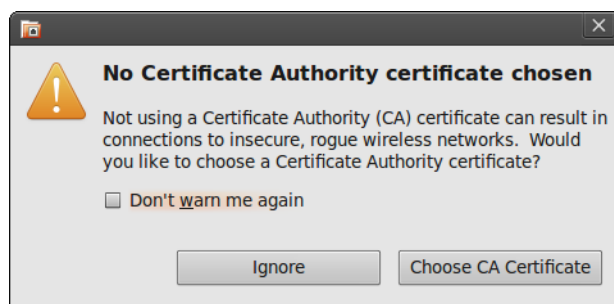 No Certificate Authority certificate chosen
Not using a Certificate Authority (CA) certificate can result in
connections to insecure, rogue wireless networks.  Would
you like to choose a Certificate Authority certificate?
Don't warn me again
Ignore
Choose CA Certificate